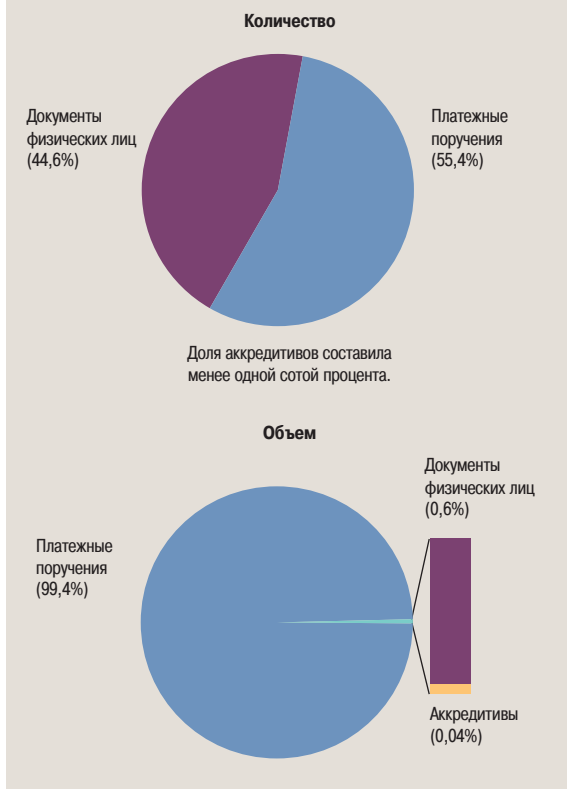 Количество
Документы
физических лиц
(44,6%)
Платежные
поручения
(55,4%)
Доля аккредитивов составила
менее одной сотой процента.
Объем
Документы
физических лиц
(0,6%)
Платежные
поручения
(99,4%)
Аккредитивы
(0,04%)